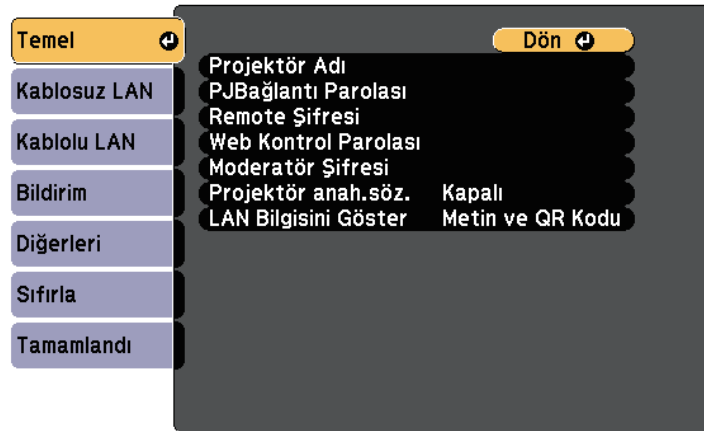 Temel
Kablosuz LAN
Kablolu LAN
Bildirim
Diğerleri
Sıfırla
Tamamlandı
Dön
Projektör Adı
PJBağlantı Parolası
Remote Şifresi
Web Kontrol Parolası
Moderatör Şifresi
Projektör anah.söz. Kapalı
LAN Bilgisini Göster Metin ve QR Kodu